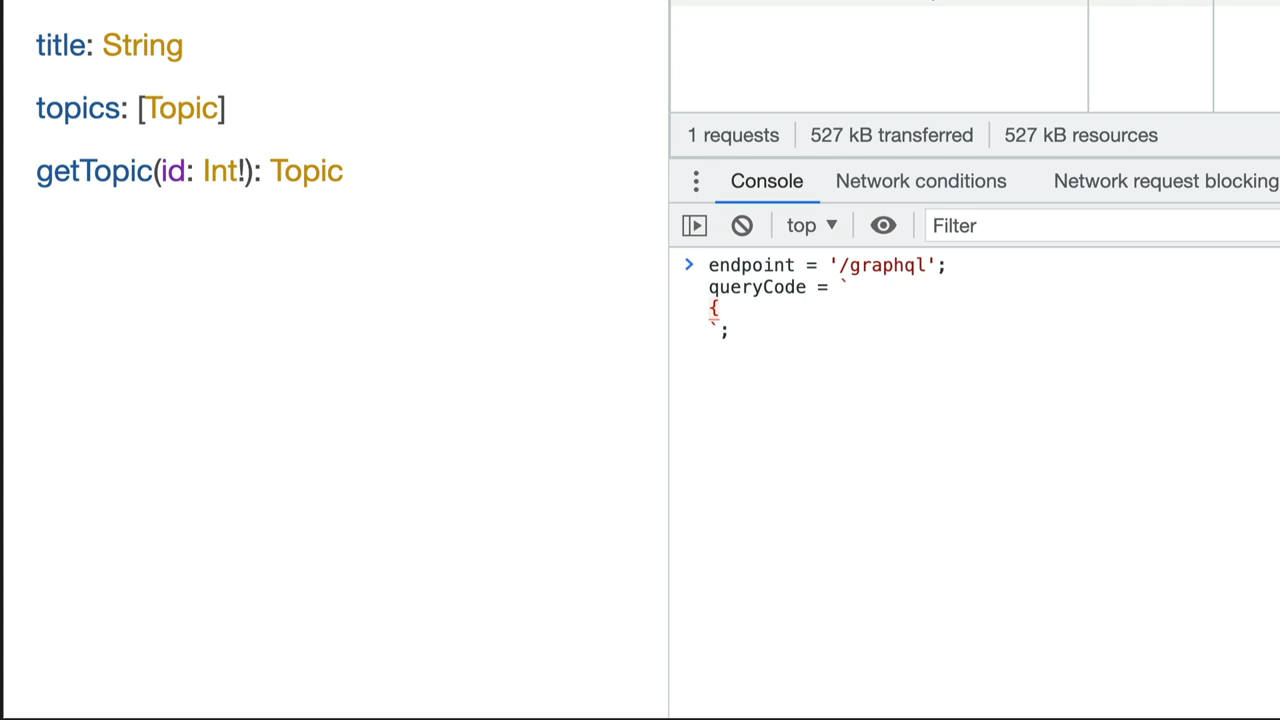 title: String
topics: [Topic]
getTopic(id: Int!): Topic
1 requests 527 kB transferred 527 kB resources
Console Network conditions Network request blocking
top ▼ Filter
> endpoint = '/graphql';
queryCode = `
{
`;